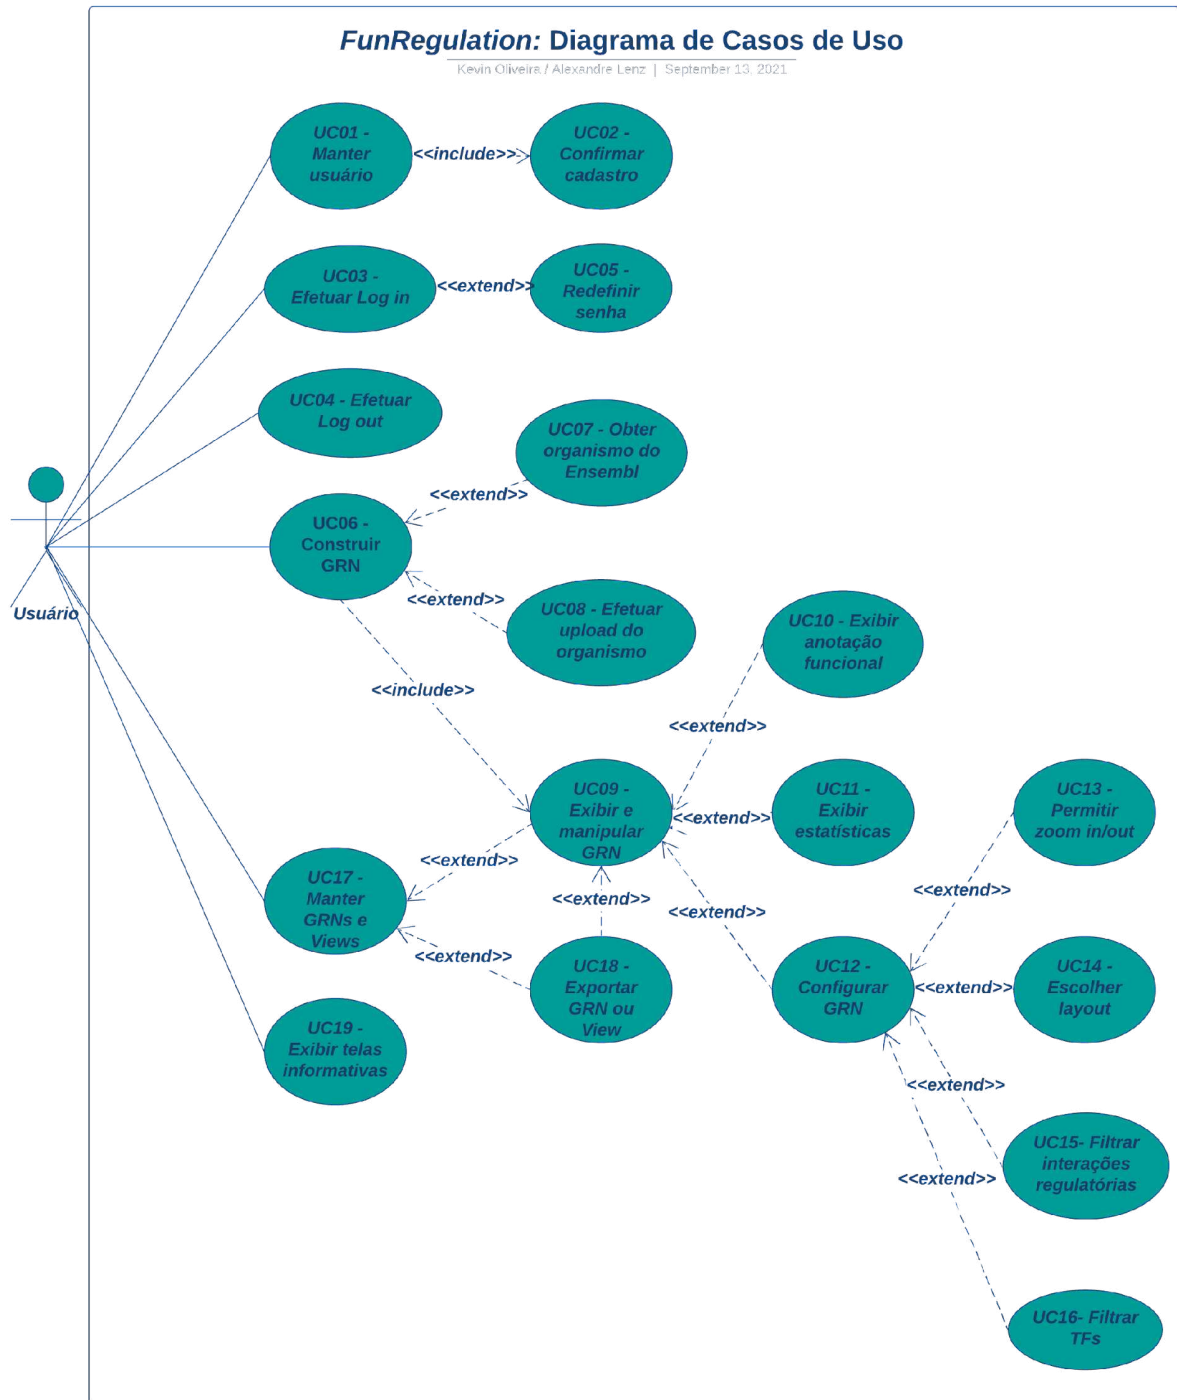 FunRegulation: Diagrama de Casos de Uso
Kevin Oliveira / Alexandre Lenz | September 13, 2021
UC01 -
Manter
usuário
<<include>>
UC02 -
Confirmar
cadastro
UC03 -
Efetuar Log in
<<extend>>
UC05 -
Redefinir
senha
UC04 - Efetuar
Log out
UC07 - Obter
organismo do
Ensembl
<<extend>>
UC06 -
Construir
GRN
<<extend>>
UC08 - Efetuar
upload do
organismo
Usuário
UC10 - Exibir
anotação
funcional
<<include>>
<<extend>>
UC09 -
Exibir e
manipular
GRN
<<extend>>
UC11 -
Exibir
estatísticas
UC13 -
Permitir
zoom in/out
<<extend>>
<<extend>>
<<extend>>
<<extend>>
UC17 -
Manter
GRNs e
Views
<<extend>>
UC18 -
Exportar
GRN ou
View
UC12 -
Configurar
GRN
<<extend>>
UC14 -
Escolher
layout
UC19 -
Exibir telas
informativas
<<extend>>
UC15- Filtrar
interações
regulatórias
<<extend>>
UC16- Filtrar
TFs